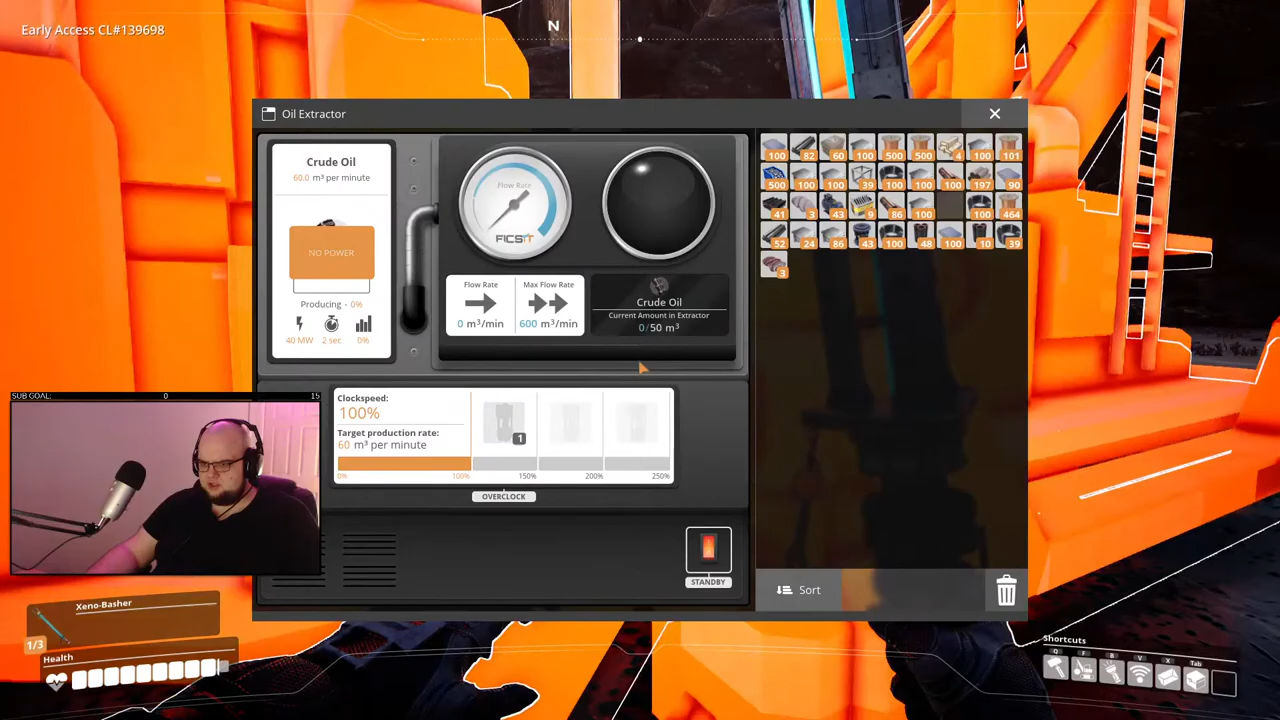 Early Access CL#139698
N
Oil Extractor
Crude Oil
60.0 m³ per minute
NO POWER
Producing - 0%
40 MW 2 sec 0%
Flow Rate
FICSIT
Flow Rate
0 m³/min
Max Flow Rate
600 m³/min
Crude Oil
Current Amount in Extractor
0/50 m³
100 82 60 100 500 500 4 100 101
500 100 100 39 100 100 100 197 90
41 3 43 9 86 100 100 464
52 24 86 43 100 48 100 10 39
3
SUB GOAL: 0 15
Clockspeed:
100%
Target production rate:
60 m³ per minute
1
0% 100% 150% 200% 250%
OVERCLOCK
STANDBY
Sort
Xeno-Basher
1/3
Health
Shortcuts
Q F B V X Tab